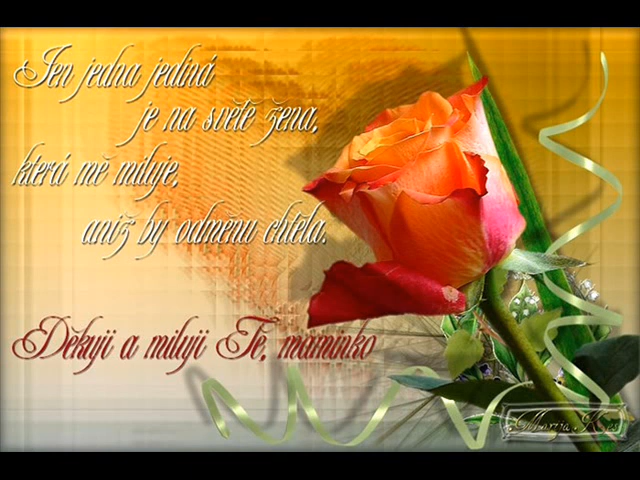 Jen jedna jediná
je na světě žena,
která mě miluje,
aniž by odměnu chtěla.
Děkuji a miluji Tě, maminko